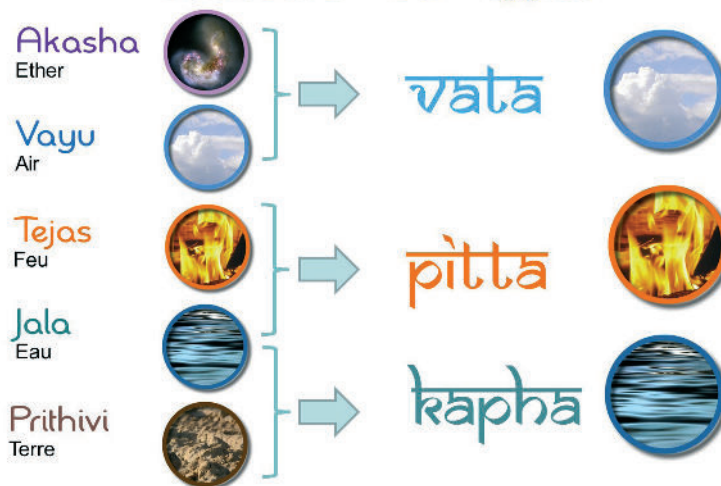 Akasha
Ether
Vayu
Air
vata
Tejas
Feu
pitta
Jala
Eau
kapha
Prithivi
Terre